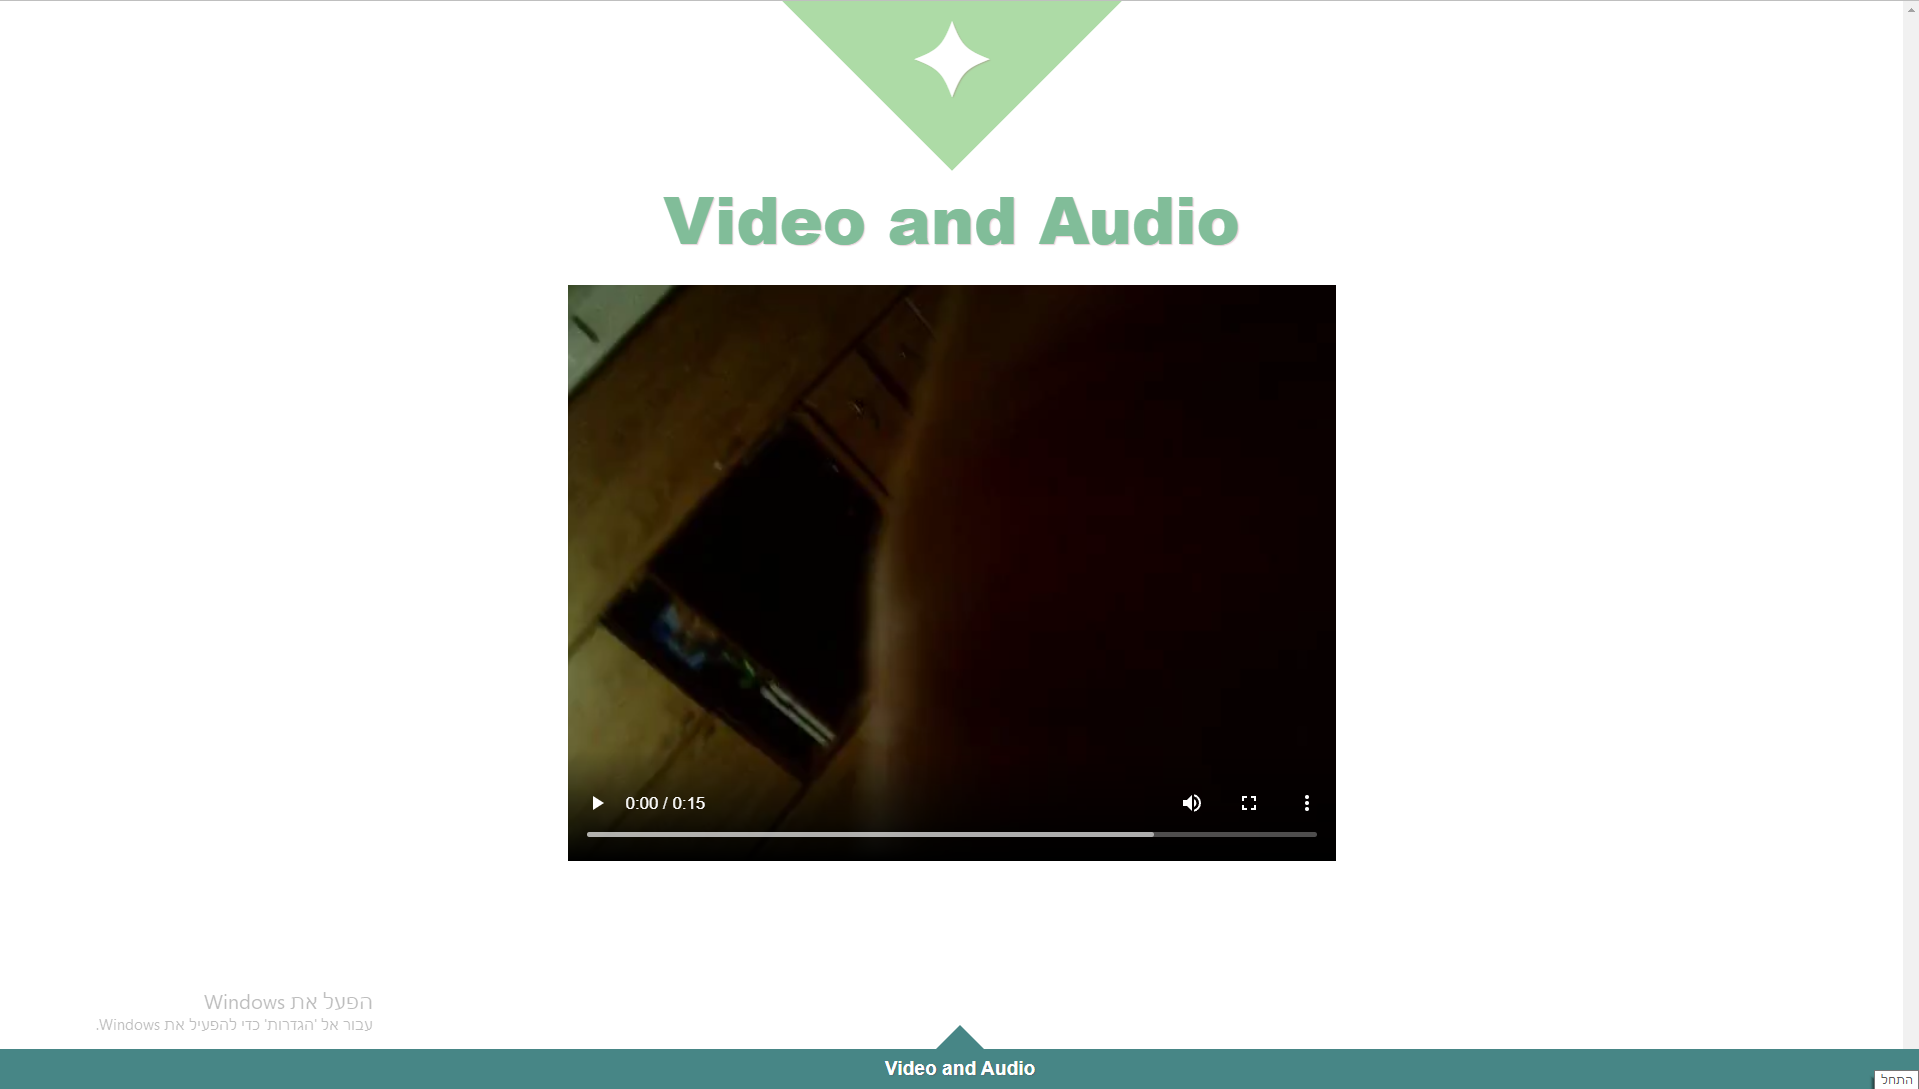 Video and Audio
0:00 / 0:15
הפעל את Windows
עבור אל 'הגדרות' כדי להפעיל את Windows.
Video and Audio
התחל